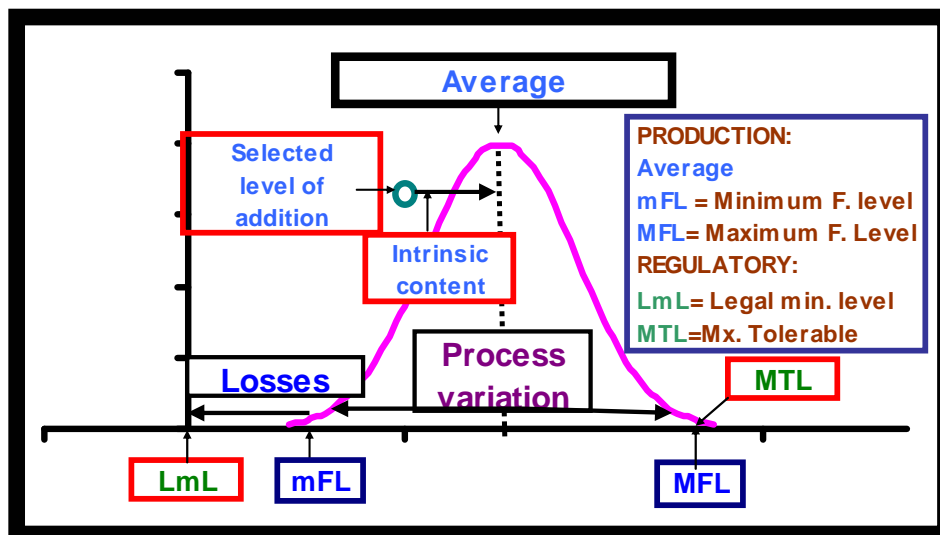 Average
Selected
level of
addition
Intrinsic
content
PRODUCTION:
Average
mFL = Minimum F. level
MFL= Maximum F. Level
REGULATORY:
LmL= Legal min. level
MTL=Mx. Tolerable
Losses
Process
variation
MTL
LmL
mFL
MFL